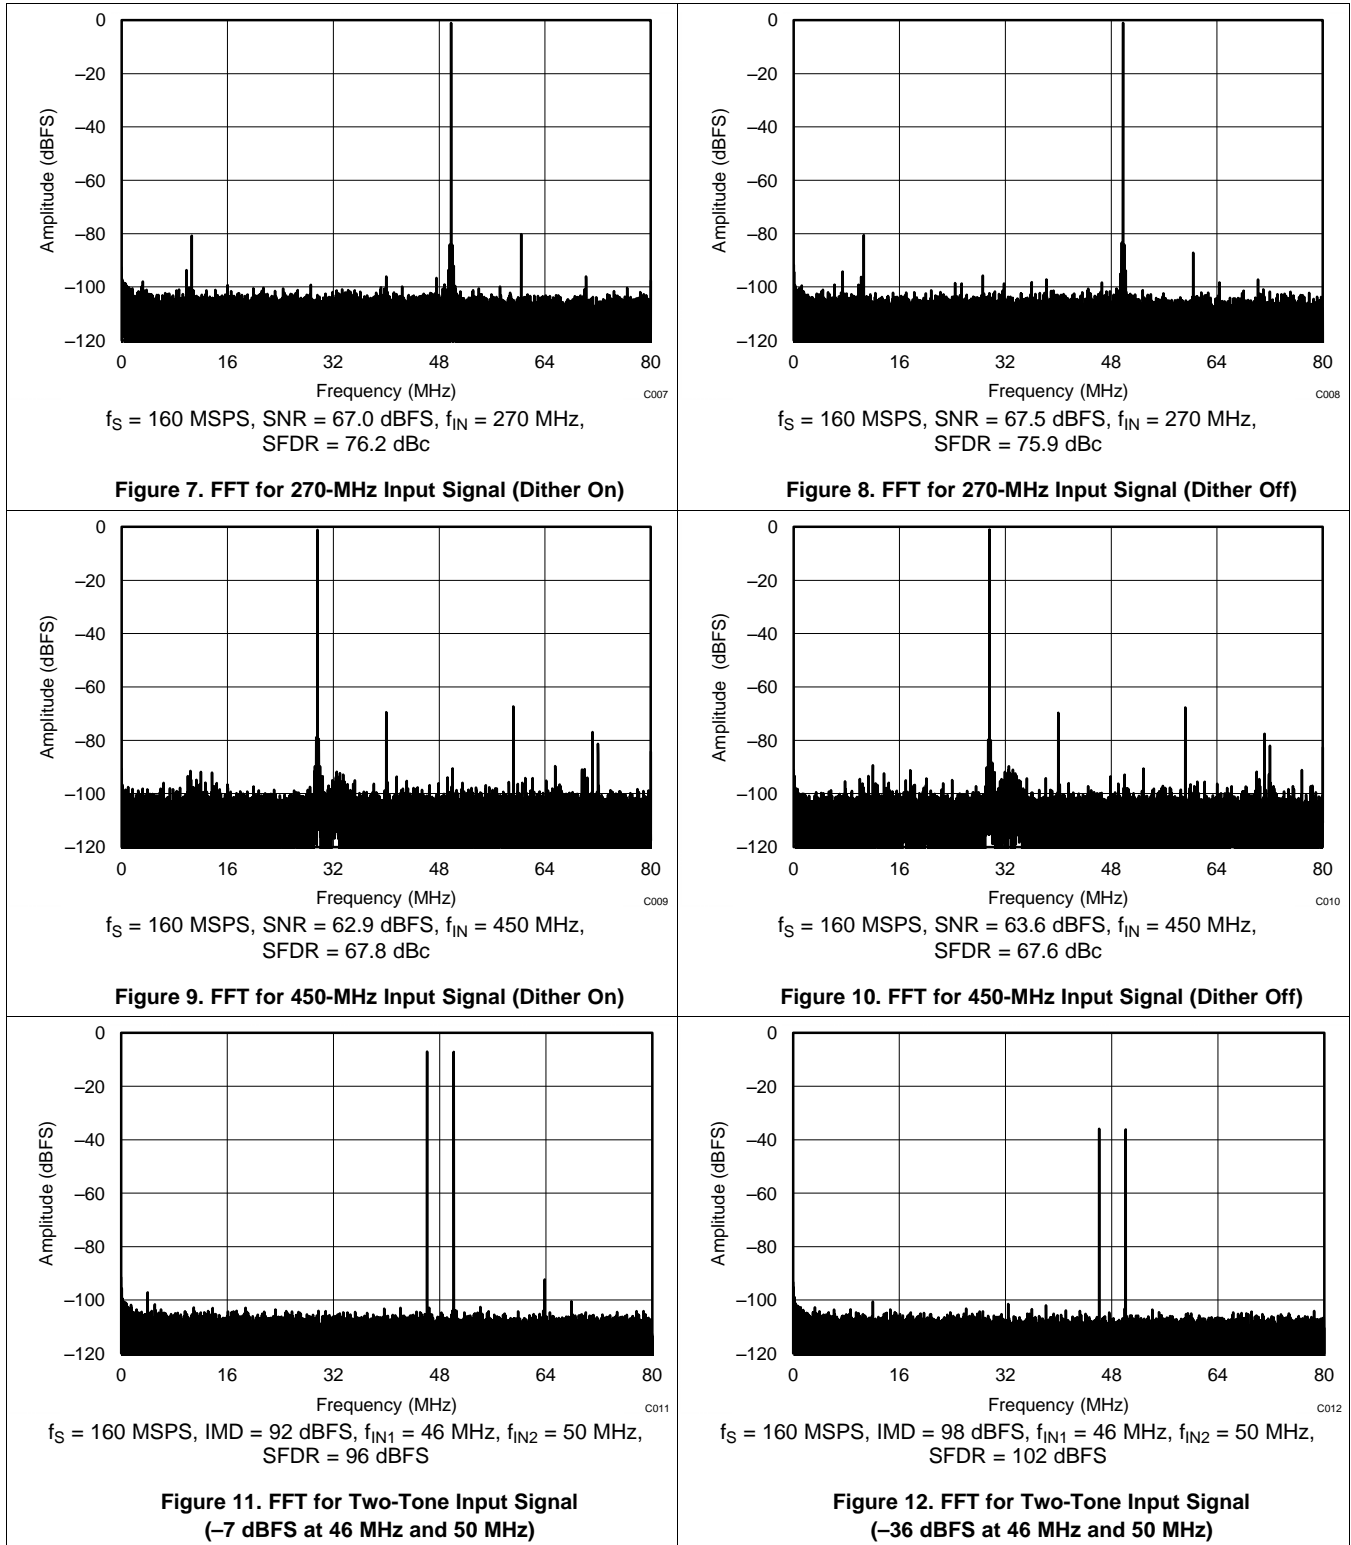 0
–20
–40
–60
–80
–100
–120
Amplitude (dBFS)
0 16 32 48 64 80
Frequency (MHz)
C007
fS = 160 MSPS, SNR = 67.0 dBFS, fIN = 270 MHz,
SFDR = 76.2 dBc
Figure 7. FFT for 270-MHz Input Signal (Dither On)
0
–20
–40
–60
–80
–100
–120
Amplitude (dBFS)
0 16 32 48 64 80
Frequency (MHz)
C008
fS = 160 MSPS, SNR = 67.5 dBFS, fIN = 270 MHz,
SFDR = 75.9 dBc
Figure 8. FFT for 270-MHz Input Signal (Dither Off)
0
–20
–40
–60
–80
–100
–120
Amplitude (dBFS)
0 16 32 48 64 80
Frequency (MHz)
C009
fS = 160 MSPS, SNR = 62.9 dBFS, fIN = 450 MHz,
SFDR = 67.8 dBc
Figure 9. FFT for 450-MHz Input Signal (Dither On)
0
–20
–40
–60
–80
–100
–120
Amplitude (dBFS)
0 16 32 48 64 80
Frequency (MHz)
C010
fS = 160 MSPS, SNR = 63.6 dBFS, fIN = 450 MHz,
SFDR = 67.6 dBc
Figure 10. FFT for 450-MHz Input Signal (Dither Off)
0
–20
–40
–60
–80
–100
–120
Amplitude (dBFS)
0 16 32 48 64 80
Frequency (MHz)
C011
fS = 160 MSPS, IMD = 92 dBFS, fIN1 = 46 MHz, fIN2 = 50 MHz,
SFDR = 96 dBFS
Figure 11. FFT for Two-Tone Input Signal
(–7 dBFS at 46 MHz and 50 MHz)
0
–20
–40
–60
–80
–100
–120
Amplitude (dBFS)
0 16 32 48 64 80
Frequency (MHz)
C012
fS = 160 MSPS, IMD = 98 dBFS, fIN1 = 46 MHz, fIN2 = 50 MHz,
SFDR = 102 dBFS
Figure 12. FFT for Two-Tone Input Signal
(–36 dBFS at 46 MHz and 50 MHz)